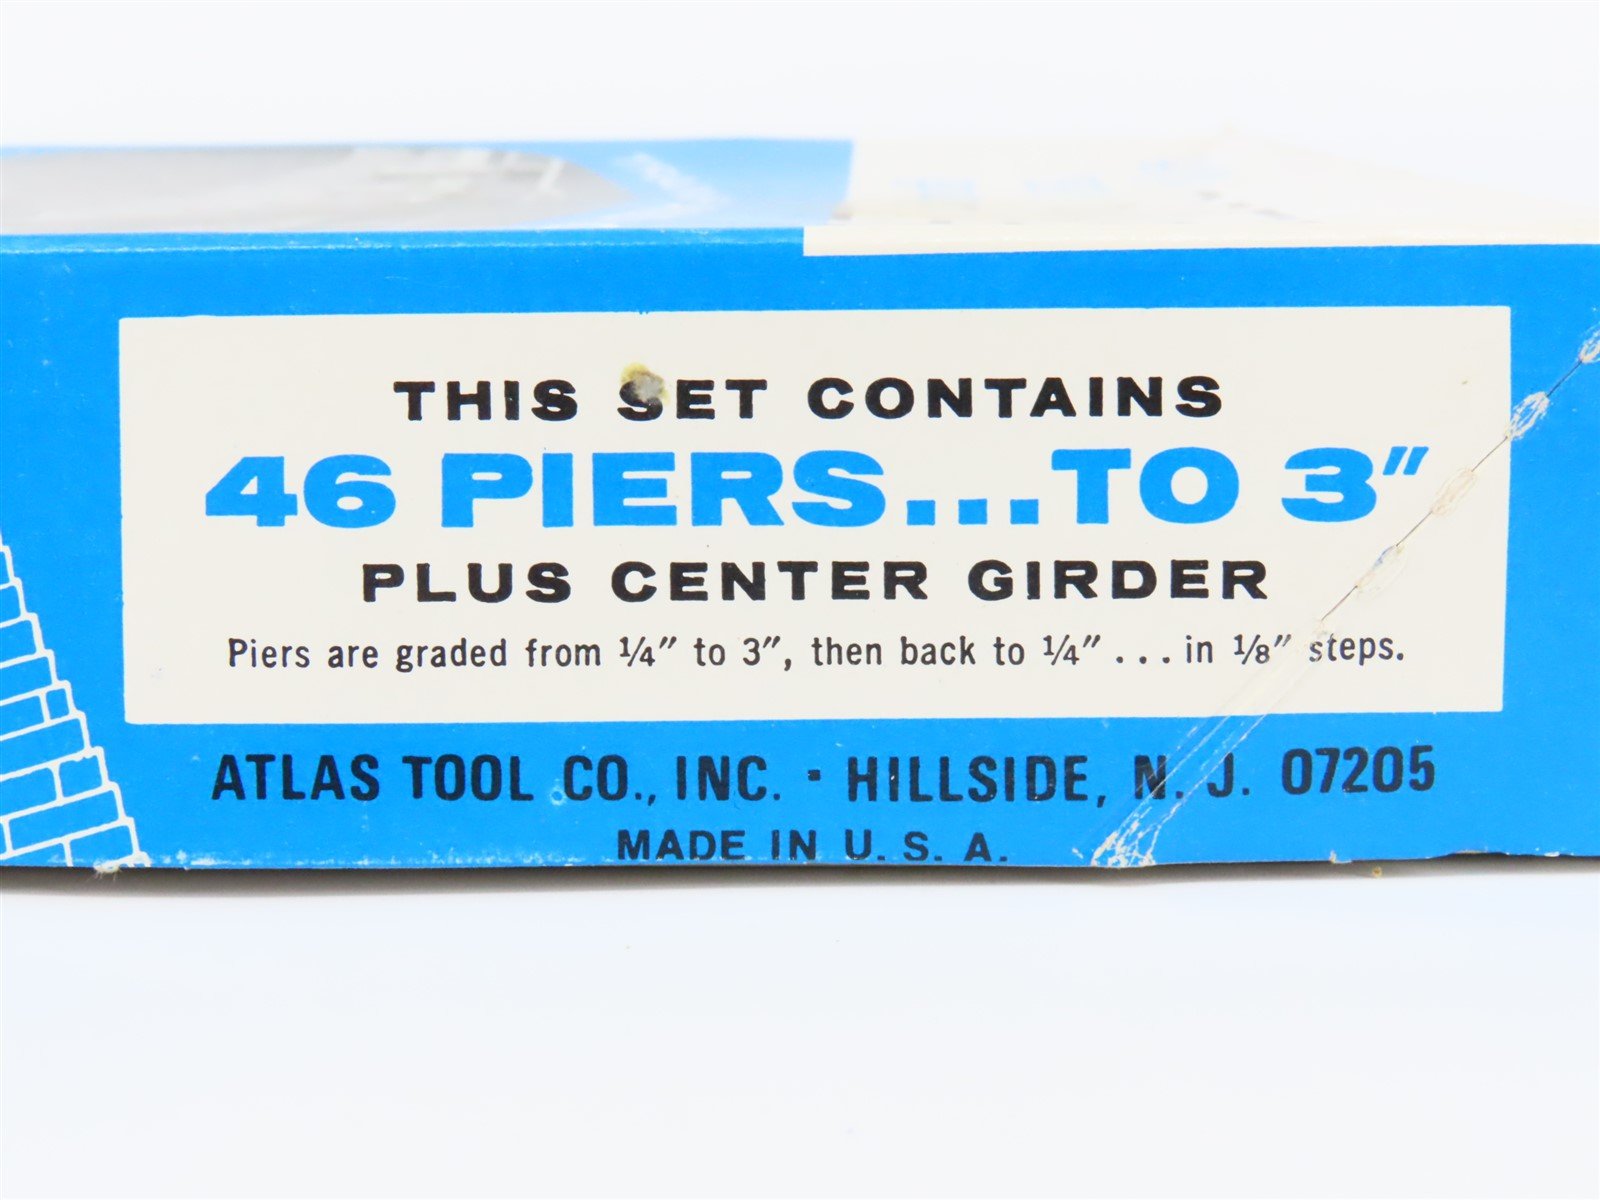 THIS SET CONTAINS
46 PIERS...TO 3"
PLUS CENTER GIRDER
Piers are graded from ¼" to 3", then back to ¼" . . . in ⅛" steps.
ATLAS TOOL CO., INC. · HILLSIDE, N. J. 07205
MADE IN U. S. A.